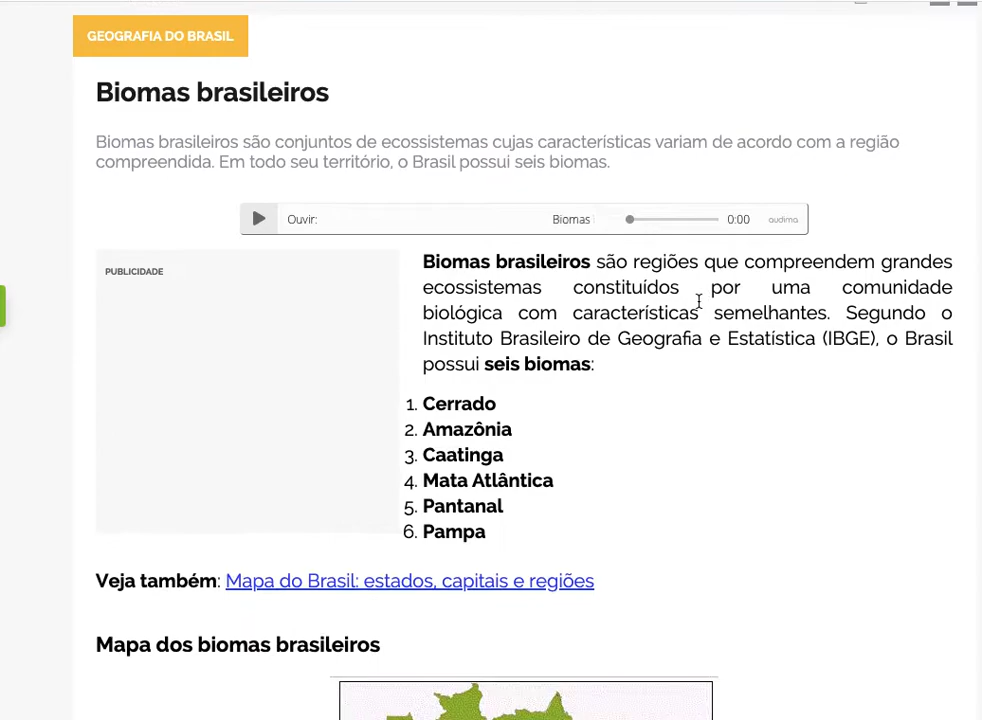 GEOGRAFIA DO BRASIL
Biomas brasileiros
Biomas brasileiros são conjuntos de ecossistemas cujas características variam de acordo com a região
compreendida. Em todo seu território, o Brasil possui seis biomas.
Ouvir: Biomas 0:00 audima
PUBLICIDADE
Biomas brasileiros são regiões que compreendem grandes
ecossistemas constituídos por uma comunidade
biológica com características semelhantes. Segundo o
Instituto Brasileiro de Geografia e Estatística (IBGE), o Brasil
possui seis biomas:
1. Cerrado
2. Amazônia
3. Caatinga
4. Mata Atlântica
5. Pantanal
6. Pampa
Veja também: Mapa do Brasil: estados, capitais e regiões
Mapa dos biomas brasileiros